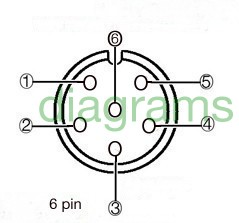 ⑥
① ⑤
diagrams
② ④
6 pin ③